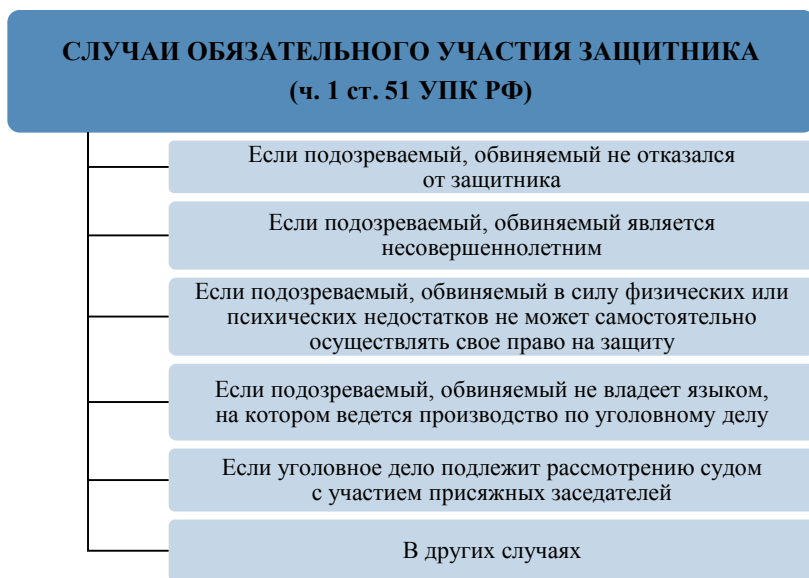 СЛУЧАИ ОБЯЗАТЕЛЬНОГО УЧАСТИЯ ЗАЩИТНИКА
(ч. 1 ст. 51 УПК РФ)
Если подозреваемый, обвиняемый не отказался
от защитника
Если подозреваемый, обвиняемый является
несовершеннолетним
Если подозреваемый, обвиняемый в силу физических или
психических недостатков не может самостоятельно
осуществлять свое право на защиту
Если подозреваемый, обвиняемый не владеет языком,
на котором ведется производство по уголовному делу
Если уголовное дело подлежит рассмотрению судом
с участием присяжных заседателей
В других случаях